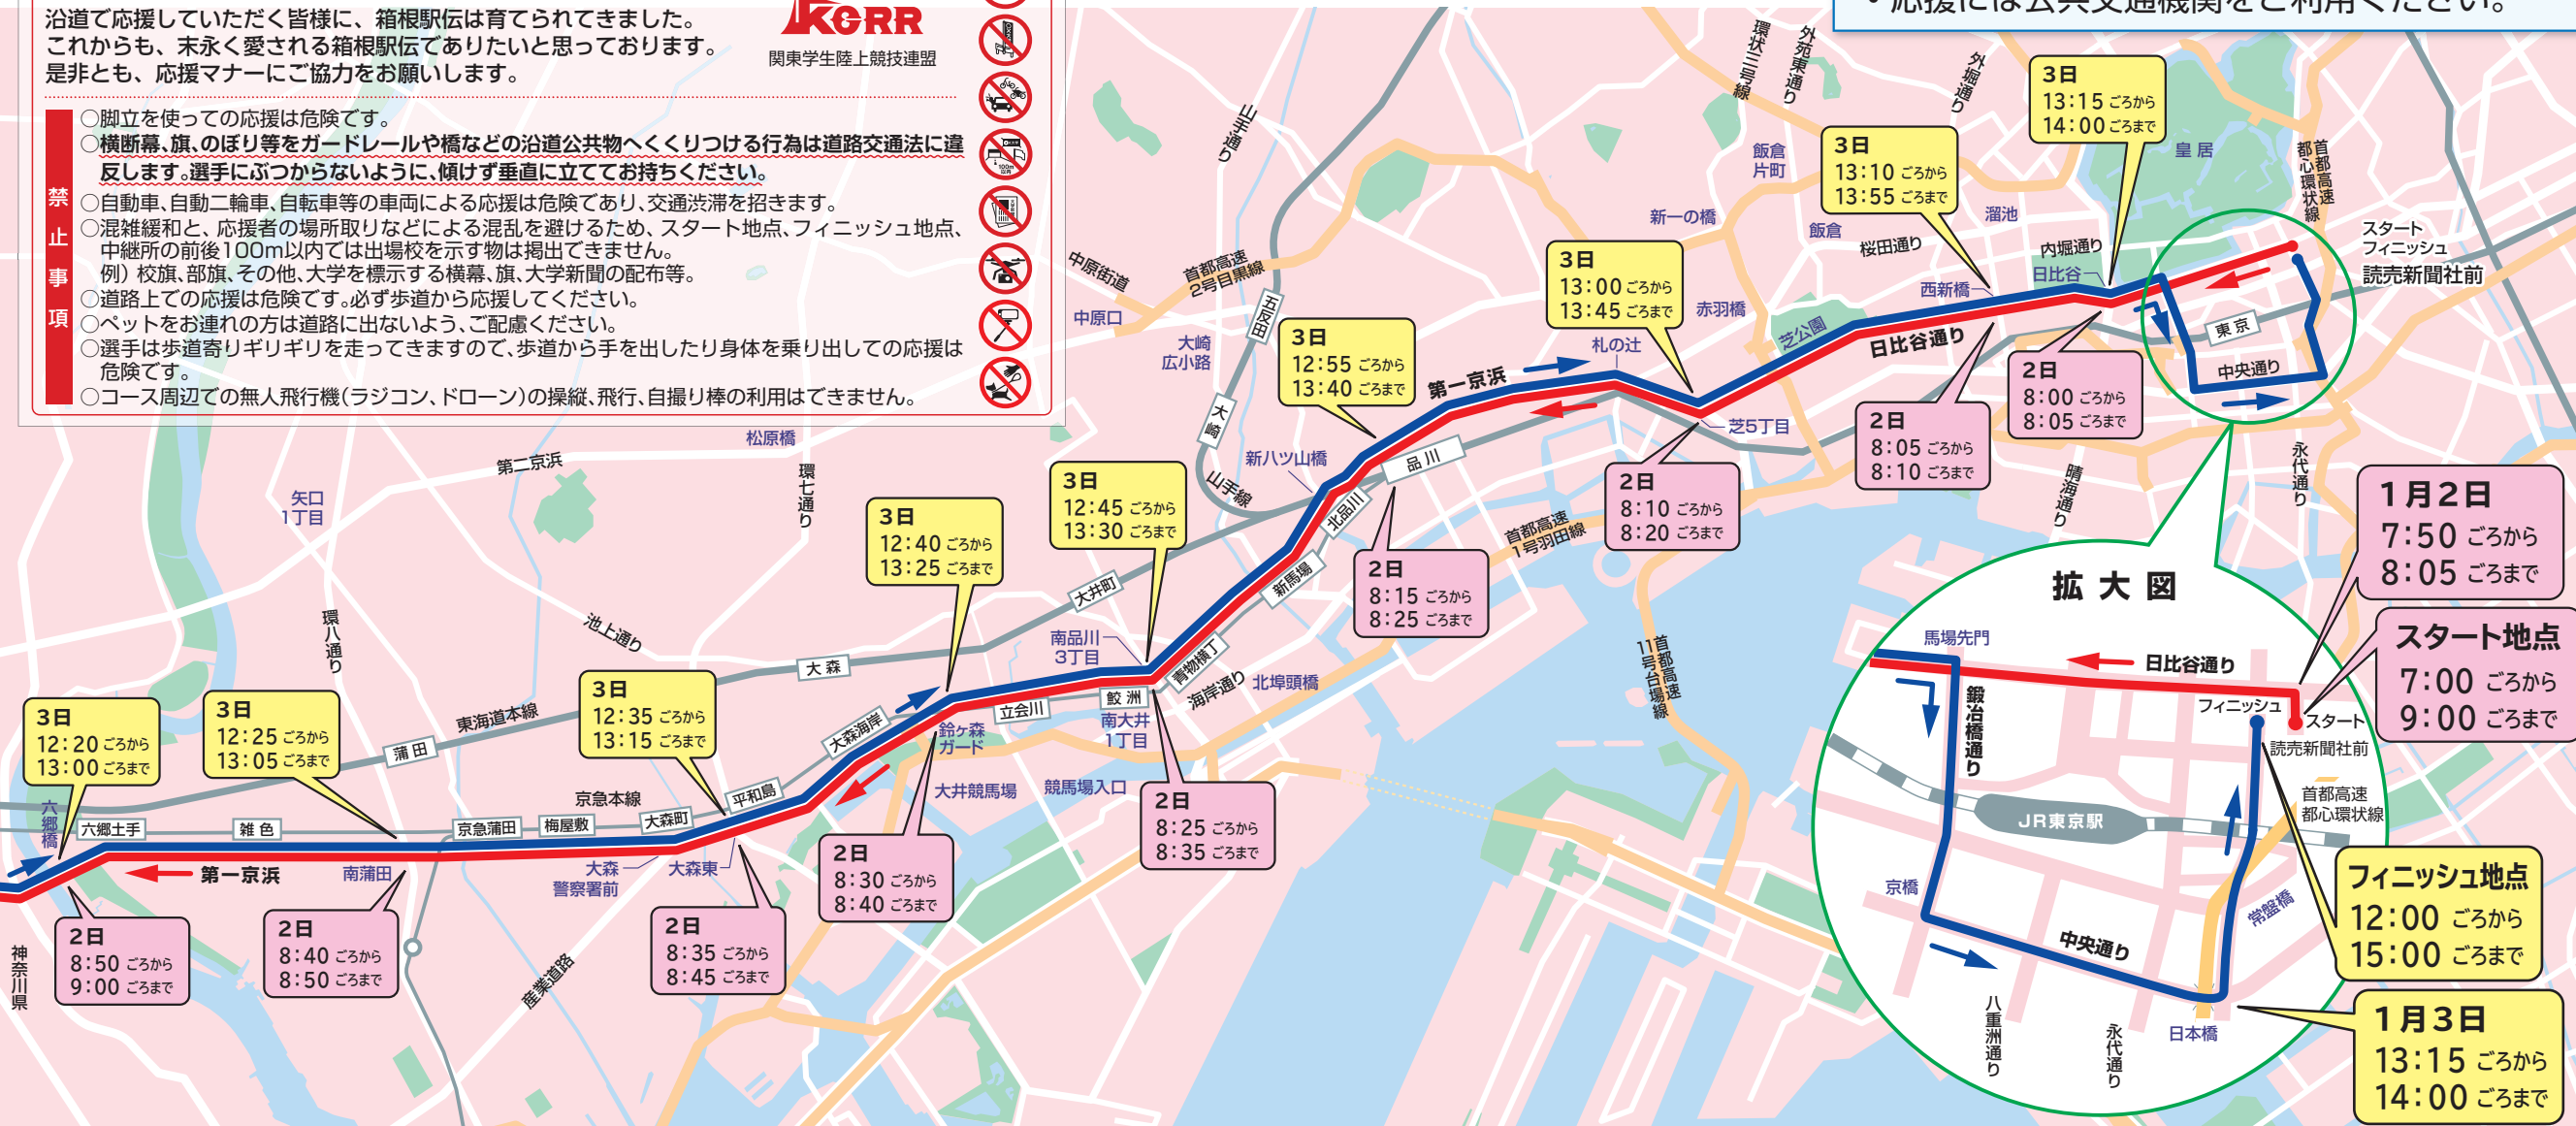 沿道で応援していただく皆様に、箱根駅伝は育てられてきました。
これからも、末永く愛される箱根駅伝でありたいと思っております。
是非とも、応援マナーにご協力をお願いします。
KGRR
関東学生陸上競技連盟
禁止事項
○脚立を使っての応援は危険です。
○横断幕、旗、のぼり等をガードレールや橋などの沿道公共物へくくりつける行為は道路交通法に違
反します。選手にぶつからないように、傾けず垂直に立ててお持ちください。
○自動車、自動二輪車、自転車等の車両による応援は危険であり、交通渋滞を招きます。
○混雑緩和と、応援者の場所取りなどによる混乱を避けるため、スタート地点、フィニッシュ地点、
中継所の前後100m以内では出場校を示す物は掲出できません。
例）校旗、部旗、その他、大学を標示する横幕、旗、大学新聞の配布等。
○道路上での応援は危険です。必ず歩道から応援してください。
○ペットをお連れの方は道路に出ないよう、ご配慮ください。
○選手は歩道寄りギリギリを走ってきますので、歩道から手を出したり身体を乗り出しての応援は
危険です。
○コース周辺での無人飛行機（ラジコン、ドローン）の操縦、飛行、自撮り棒の利用はできません。
・応援には公共交通機関をご利用ください。
環状三号線
外苑東通り
外堀通り
山手通り
飯倉
片町
新一の橋
飯倉
溜池
桜田通り
内堀通り
日比谷
西新橋
皇居
首都高速
都心環状線
スタート
フィニッシュ
読売新聞社前
3日
13:15 ごろから
14:00 ごろまで
3日
13:10 ごろから
13:55 ごろまで
3日
13:00 ごろから
13:45 ごろまで
3日
12:55 ごろから
13:40 ごろまで
中原街道
首都高速
2号目黒線
中原口
大崎
広小路
五反田
大崎
山手線
赤羽橋
芝公園
札の辻
日比谷通り
第一京浜
東京
中央通り
芝5丁目
永代通り
晴海通り
2日
8:00 ごろから
8:05 ごろまで
2日
8:05 ごろから
8:10 ごろまで
2日
8:10 ごろから
8:20 ごろまで
2日
8:15 ごろから
8:25 ごろまで
松原橋
第二京浜
矢口
1丁目
環七通り
環八通り
池上通り
新八ツ山橋
品川
北品川
新馬場
首都高速
1号羽田線
首都高速
11号台場線
3日
12:45 ごろから
13:30 ごろまで
3日
12:40 ごろから
13:25 ごろまで
3日
12:35 ごろから
13:15 ごろまで
3日
12:25 ごろから
13:05 ごろまで
3日
12:20 ごろから
13:00 ごろまで
大井町
南品川
3丁目
青物横丁
海岸通り
北埠頭橋
大森
鮫洲
立会川
南大井
1丁目
鈴ヶ森
ガード
大森海岸
大井競馬場
競馬場入口
東海道本線
蒲田
京急本線
平和島
大森町
梅屋敷
京急蒲田
雑色
六郷土手
六郷橋
第一京浜
南蒲田
大森
警察署前
大森東
産業道路
神奈川県
2日
8:25 ごろから
8:35 ごろまで
2日
8:30 ごろから
8:40 ごろまで
2日
8:35 ごろから
8:45 ごろまで
2日
8:40 ごろから
8:50 ごろまで
2日
8:50 ごろから
9:00 ごろまで
拡大図
馬場先門
日比谷通り
鍛冶橋通り
フィニッシュ
スタート
読売新聞社前
首都高速
都心環状線
JR東京駅
京橋
中央通り
常盤橋
日本橋
八重洲通り
永代通り
1月2日
7:50 ごろから
8:05 ごろまで
スタート地点
7:00 ごろから
9:00 ごろまで
フィニッシュ地点
12:00 ごろから
15:00 ごろまで
1月3日
13:15 ごろから
14:00 ごろまで